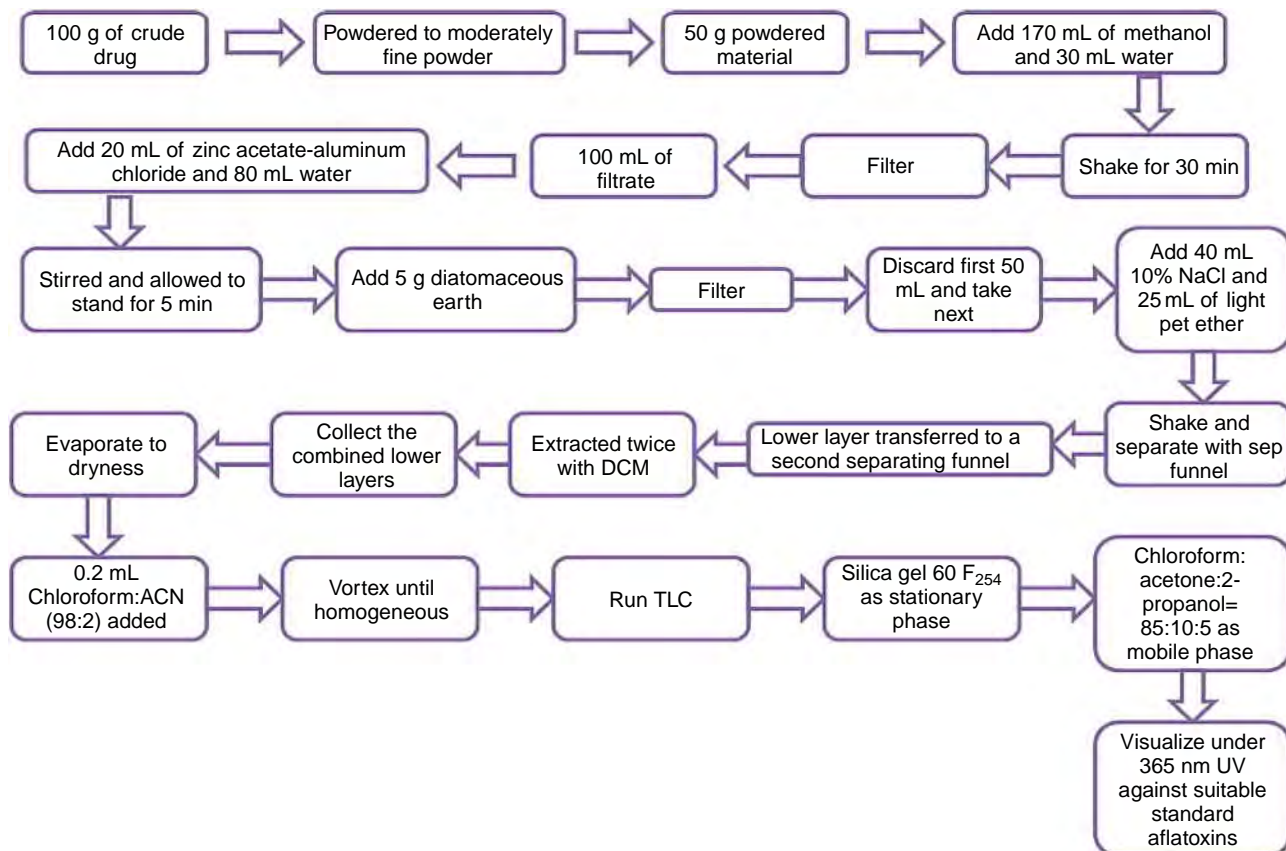 100 g of crude
drug
Powdered to moderately
fine powder
50 g powdered
material
Add 170 mL of methanol
and 30 mL water
Shake for 30 min
Filter
100 mL of
filtrate
Add 20 mL of zinc acetate-aluminum
chloride and 80 mL water
Stirred and allowed to
stand for 5 min
Add 5 g diatomaceous
earth
Filter
Discard first 50
mL and take
next
Add 40 mL
10% NaCl and
25 mL of light
pet ether
Shake and
separate with sep
funnel
Lower layer transferred to a
second separating funnel
Extracted twice
with DCM
Collect the
combined lower
layers
Evaporate to
dryness
0.2 mL
Chloroform:ACN
(98:2) added
Vortex until
homogeneous
Run TLC
Silica gel 60 F₂₅₄
as stationary
phase
Chloroform:
acetone:2-
propanol=
85:10:5 as
mobile phase
Visualize under
365 nm UV
against suitable
standard
aflatoxins